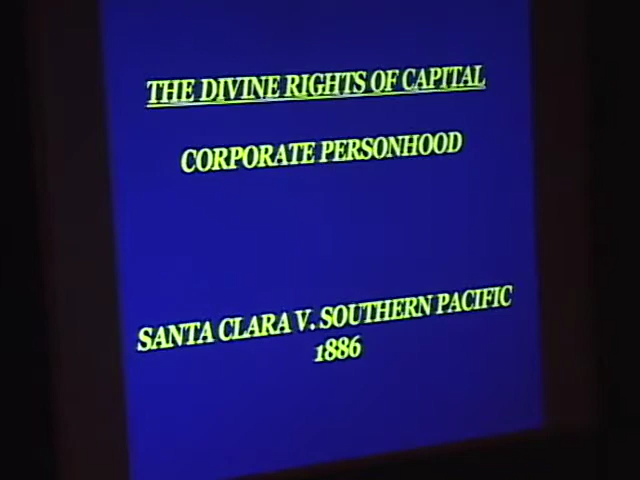 THE DIVINE RIGHTS OF CAPITAL
CORPORATE PERSONHOOD
SANTA CLARA V. SOUTHERN PACIFIC
1886